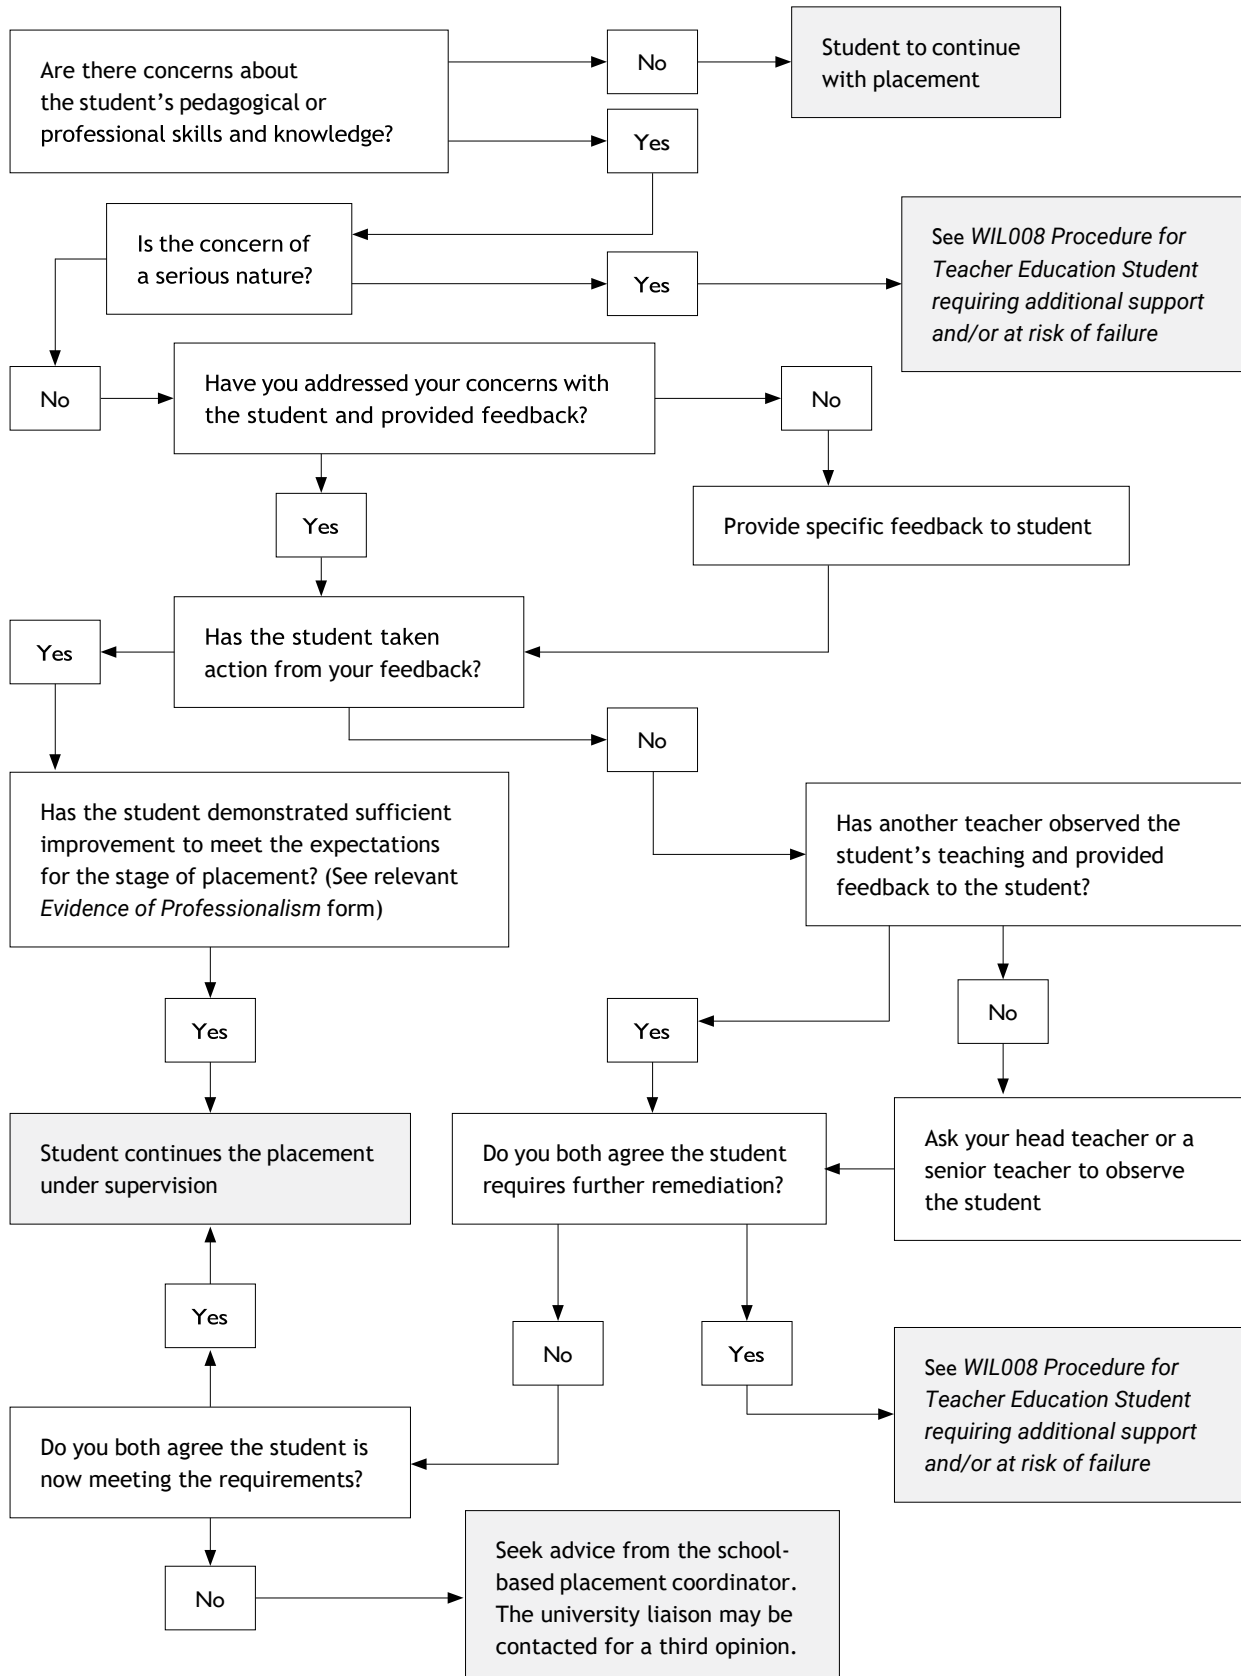 Are there concerns about
the student’s pedagogical or
professional skills and knowledge?
No
Student to continue
with placement
Yes
Is the concern of
a serious nature?
Yes
See WIL008 Procedure for
Teacher Education Student
requiring additional support
and/or at risk of failure
No
Have you addressed your concerns with
the student and provided feedback?
No
Yes
Provide specific feedback to student
Has the student taken
action from your feedback?
Yes
No
Has the student demonstrated sufficient
improvement to meet the expectations
for the stage of placement? (See relevant
Evidence of Professionalism form)
Has another teacher observed the
student’s teaching and provided
feedback to the student?
Yes
Yes
No
Student continues the placement
under supervision
Do you both agree the student
requires further remediation?
Ask your head teacher or a
senior teacher to observe
the student
Yes
No
Yes
See WIL008 Procedure for
Teacher Education Student
requiring additional support
and/or at risk of failure
Do you both agree the student is
now meeting the requirements?
No
Seek advice from the school-
based placement coordinator.
The university liaison may be
contacted for a third opinion.